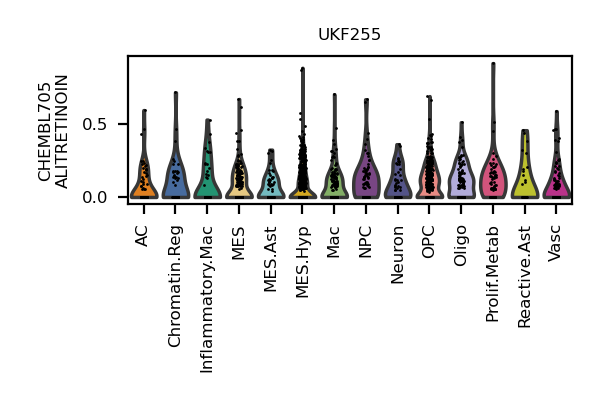 UKF255
CHEMBL705
ALITRETINOIN
0.5
0.0
AC
Chromatin.Reg
Inflammatory.Mac
MES
MES.Ast
MES.Hyp
Mac
NPC
Neuron
OPC
Oligo
Prolif.Metab
Reactive.Ast
Vasc